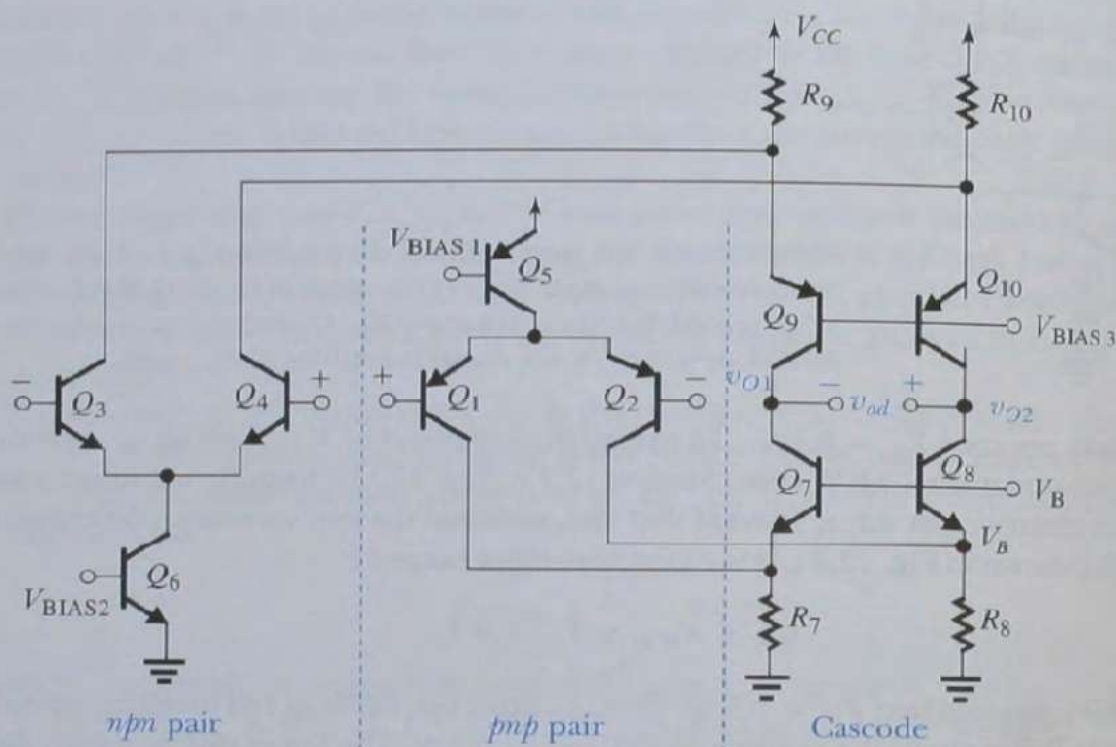 V_CC
R_9
R_10
V_BIAS 1
Q_5
Q_10
Q_9
V_BIAS 3
− Q_3
Q_4 +
+ Q_1
Q_2 −
v_O1 − v_od + v_O2
Q_7
Q_8
V_B
V_B
Q_6
V_BIAS2
R_7
R_8
npn pair
pnp pair
Cascode